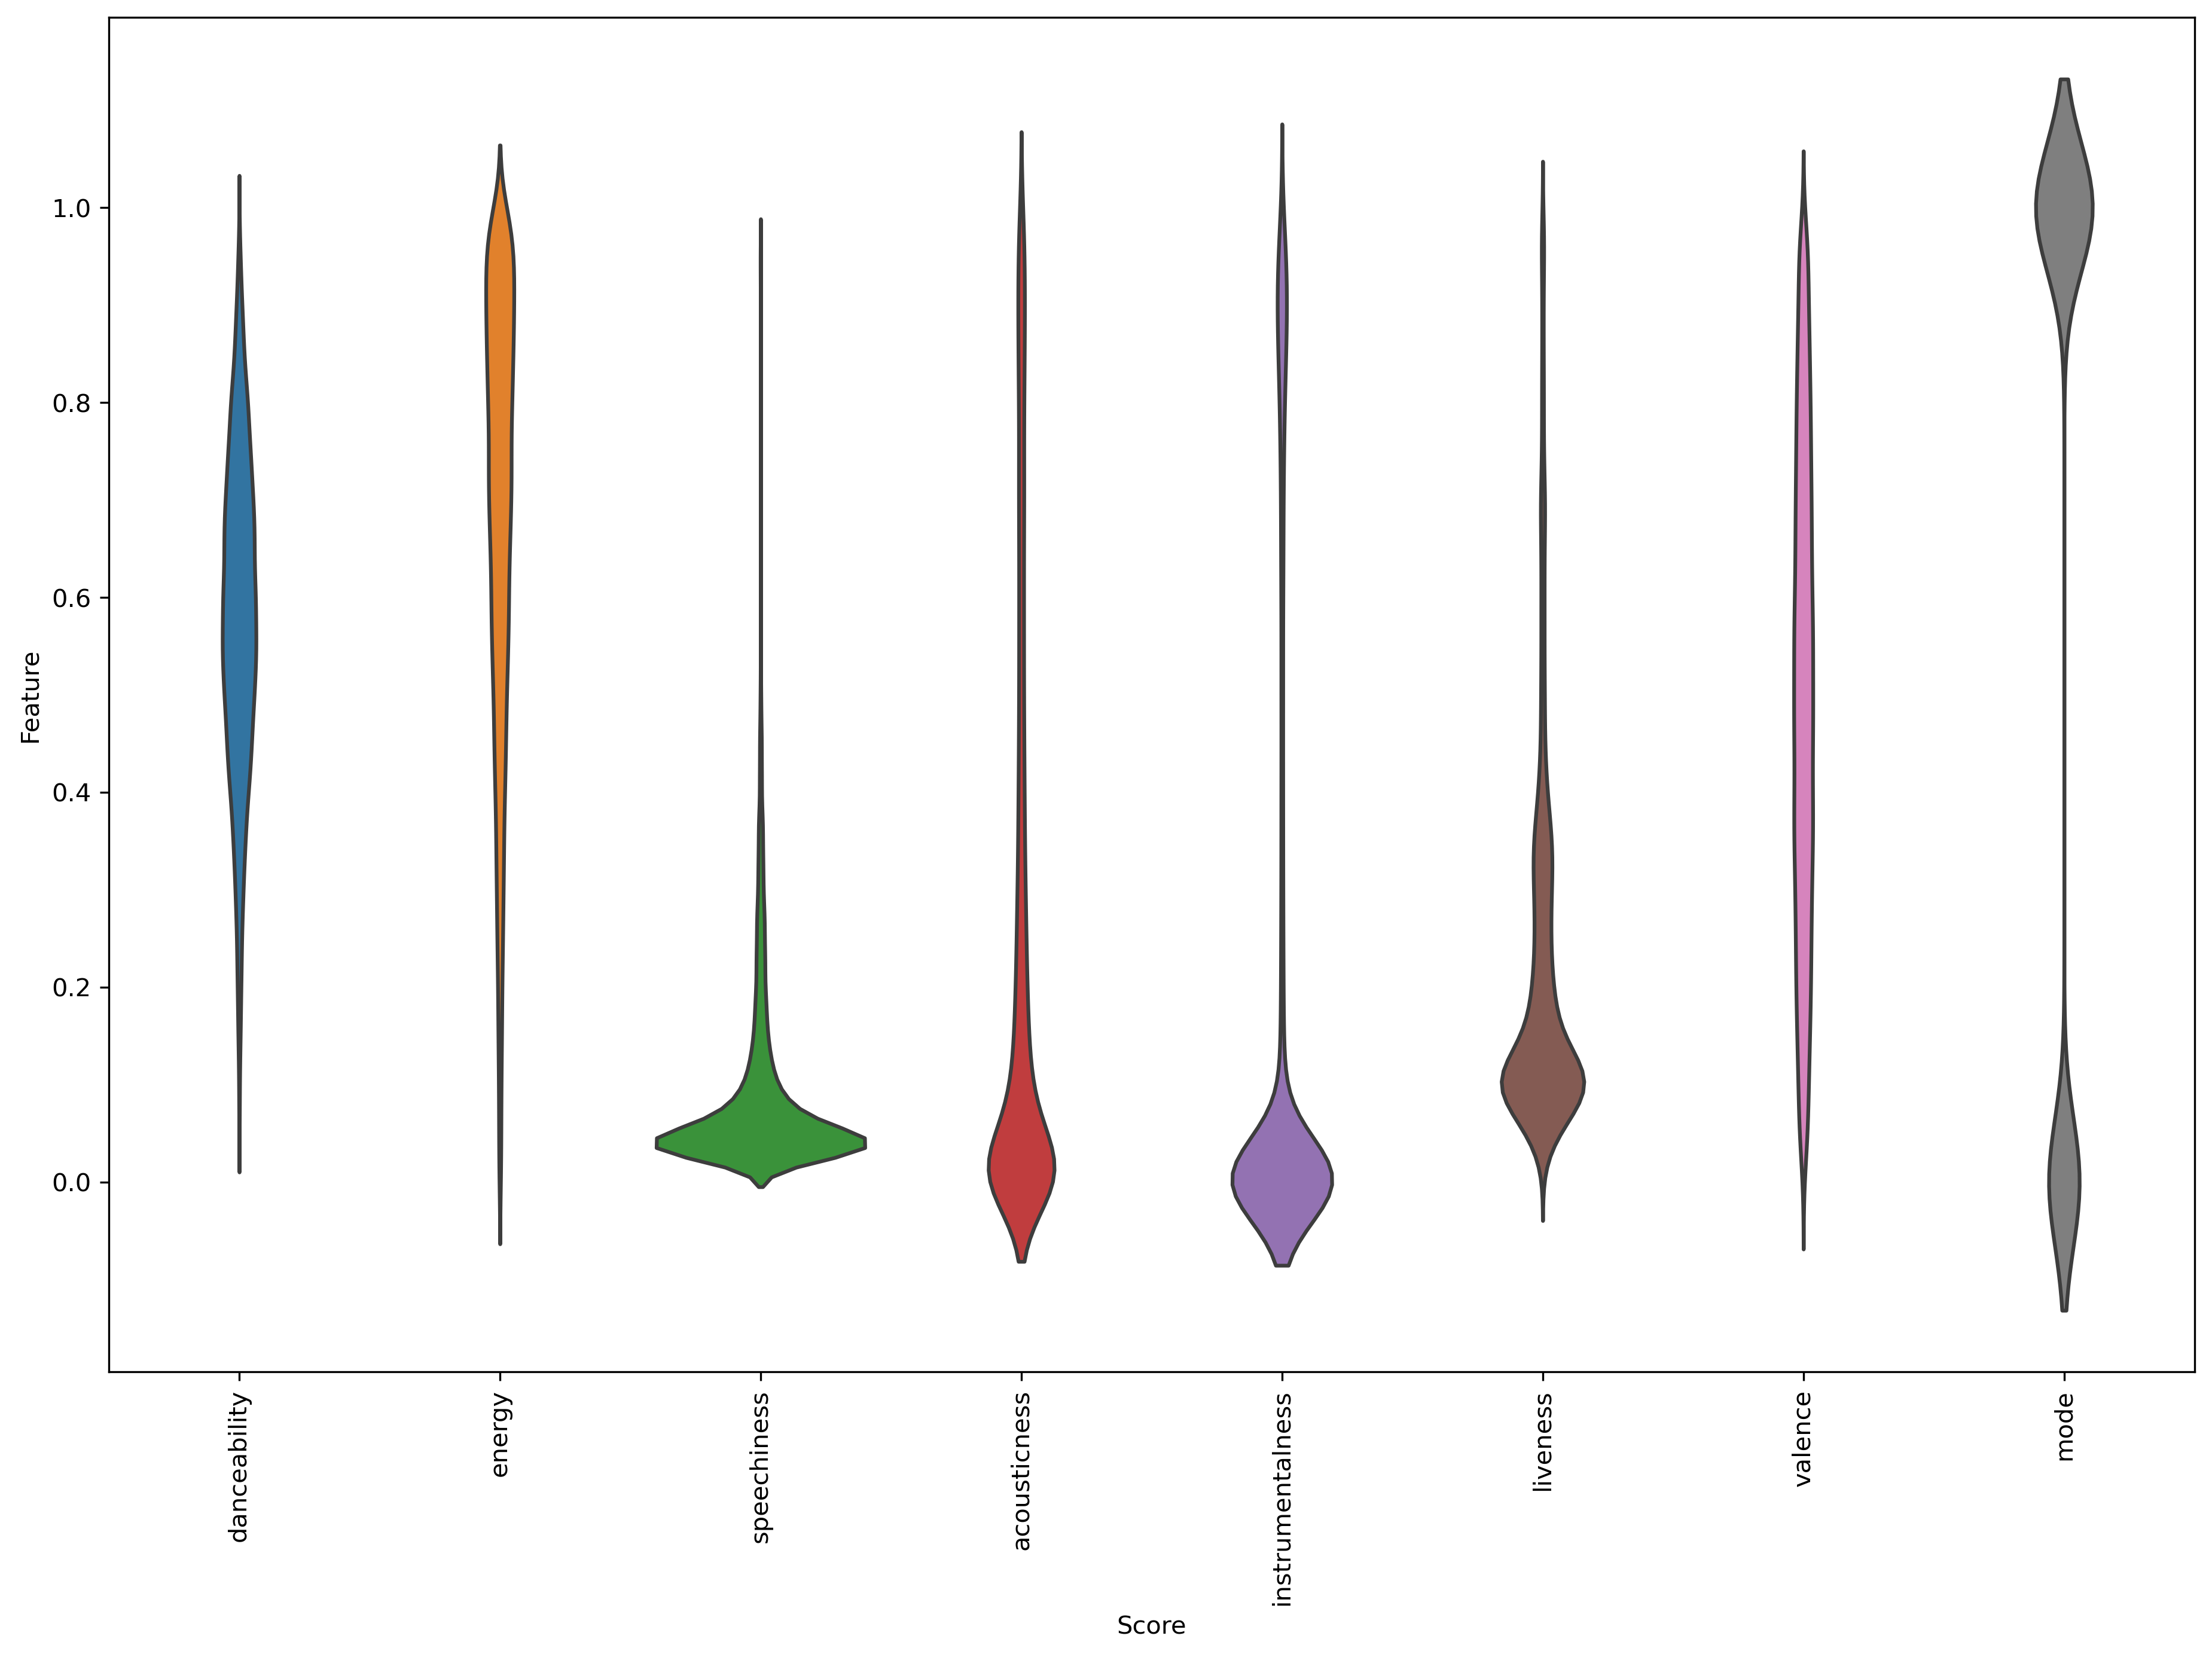 Feature
1.0
0.8
0.6
0.4
0.2
0.0
danceability
energy
speechiness
acousticness
instrumentalness
liveness
valence
mode
Score